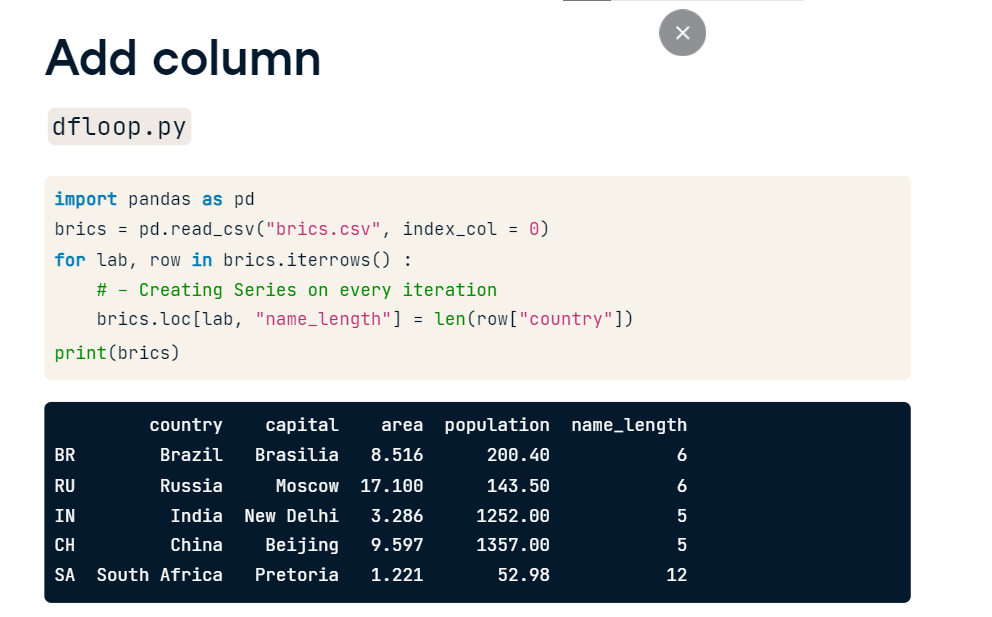 Add column
dfloop.py
import pandas as pd
brics = pd.read_csv("brics.csv", index_col = 0)
for lab, row in brics.iterrows() :
    # - Creating Series on every iteration
    brics.loc[lab, "name_length"] = len(row["country"])
print(brics)
         country    capital    area  population  name_length
BR        Brazil   Brasilia   8.516      200.40            6
RU        Russia     Moscow  17.100      143.50            6
IN         India  New Delhi   3.286     1252.00            5
CH         China    Beijing   9.597     1357.00            5
SA  South Africa   Pretoria   1.221       52.98           12